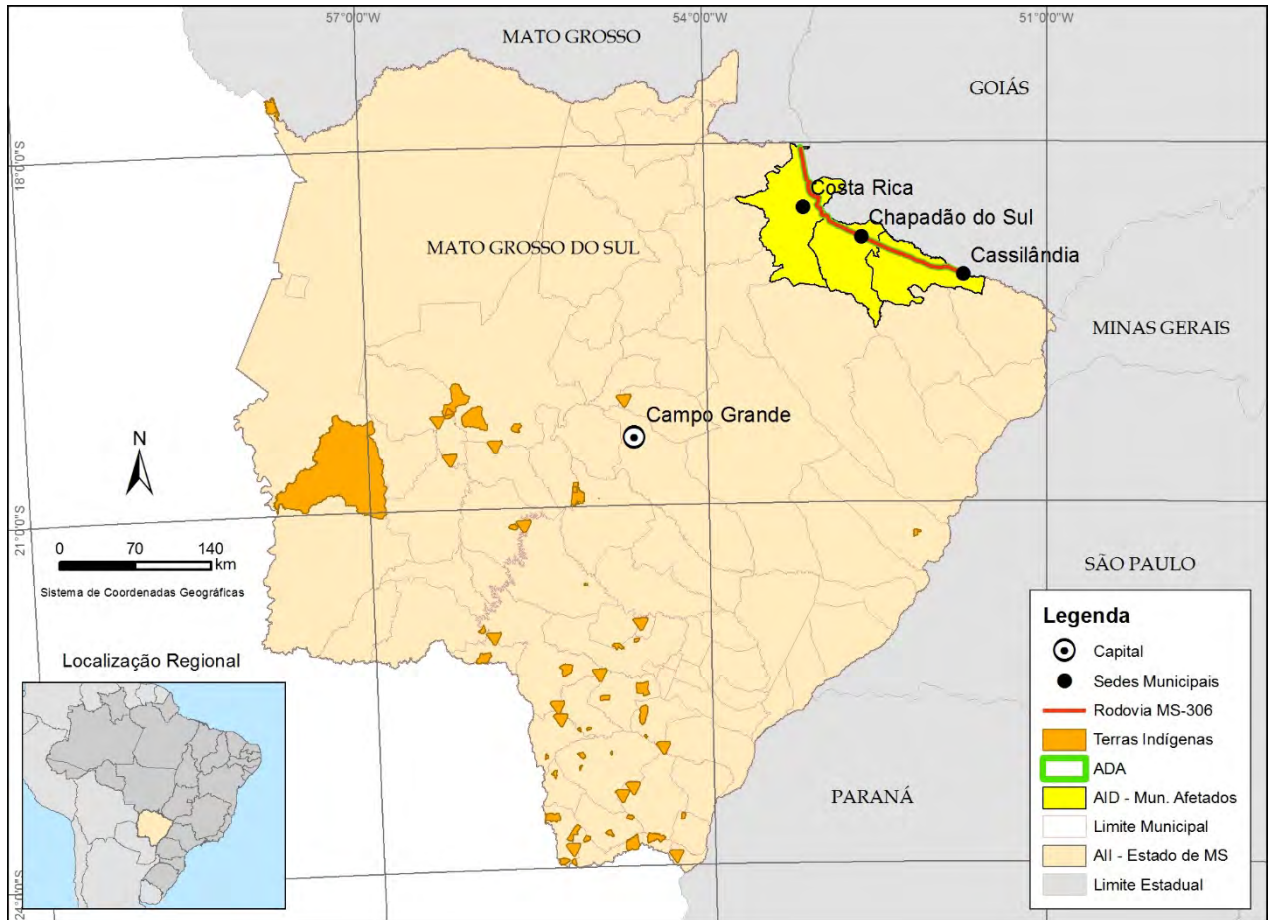 57°0'0"W
54°0'0"W
51°0'0"W
MATO GROSSO
GOIÁS
18°0'0"S
Costa Rica
Chapadão do Sul
MATO GROSSO DO SUL
Cassilândia
MINAS GERAIS
Campo Grande
N
21°0'0"S
0 70 140
km
Sistema de Coordenadas Geográficas
SÃO PAULO
Localização Regional
PARANÁ
24°0'0"S
Legenda
Capital
Sedes Municipais
Rodovia MS-306
Terras Indígenas
ADA
AID - Mun. Afetados
Limite Municipal
AII - Estado de MS
Limite Estadual